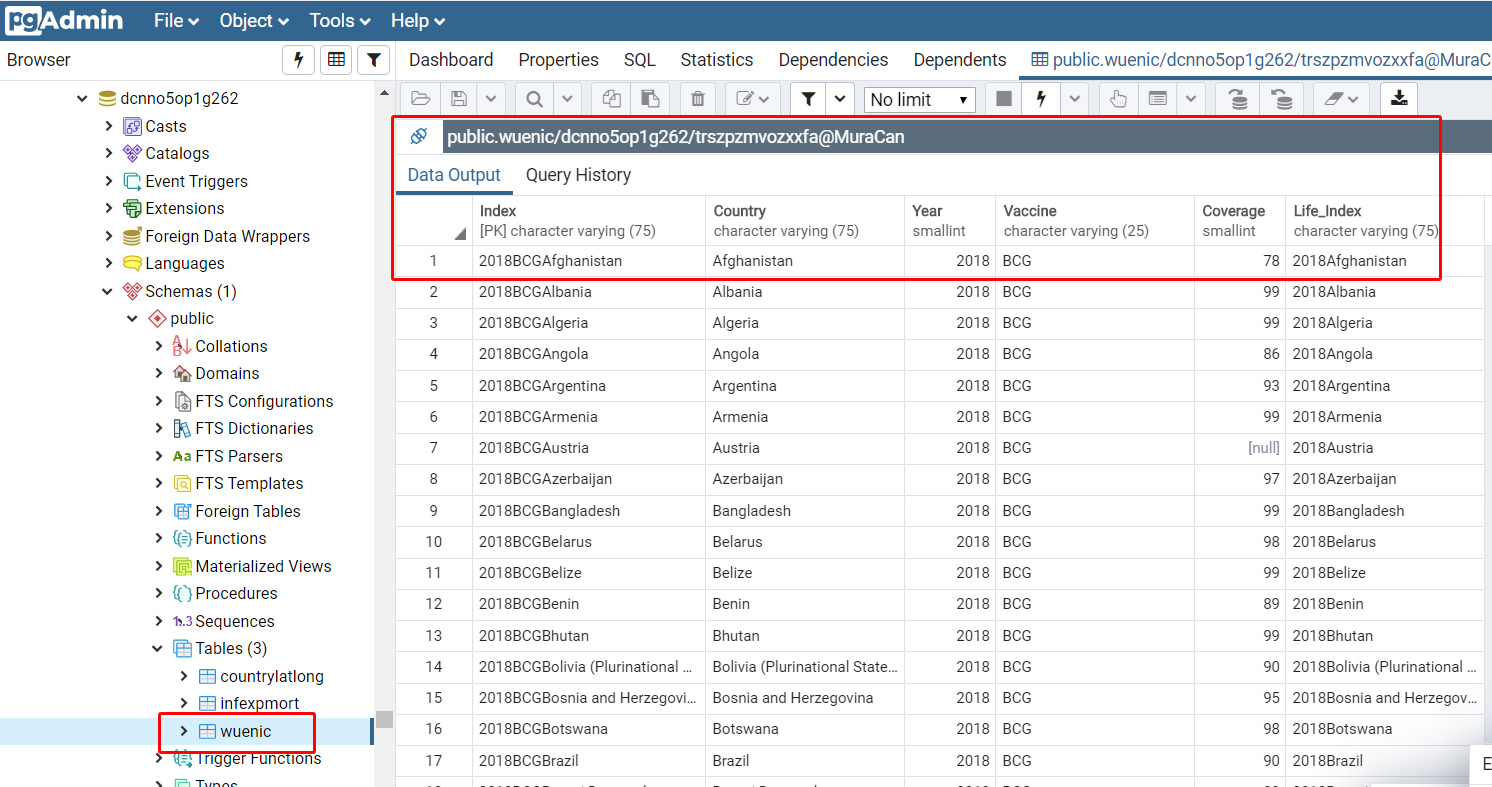 pgAdmin File Object Tools Help
Browser
Dashboard Properties SQL Statistics Dependencies Dependents public.wuenic/dcnno5op1g262/trszpzmvozxxfa@MuraC
dcnno5op1g262
Casts
Catalogs
Event Triggers
Extensions
Foreign Data Wrappers
Languages
Schemas (1)
public
Collations
Domains
FTS Configurations
FTS Dictionaries
Aa FTS Parsers
FTS Templates
Foreign Tables
Functions
Materialized Views
Procedures
1..3 Sequences
Tables (3)
countrylatlong
infexpmort
wuenic
Trigger Functions
Types
No limit
public.wuenic/dcnno5op1g262/trszpzmvozxxfa@MuraCan
Data Output Query History
Index Country Year Vaccine Coverage Life_Index
[PK] character varying (75) character varying (75) smallint character varying (25) smallint character varying (75)
1 2018BCGAfghanistan Afghanistan 2018 BCG 78 2018Afghanistan
2 2018BCGAlbania Albania 2018 BCG 99 2018Albania
3 2018BCGAlgeria Algeria 2018 BCG 99 2018Algeria
4 2018BCGAngola Angola 2018 BCG 86 2018Angola
5 2018BCGArgentina Argentina 2018 BCG 93 2018Argentina
6 2018BCGArmenia Armenia 2018 BCG 99 2018Armenia
7 2018BCGAustria Austria 2018 BCG [null] 2018Austria
8 2018BCGAzerbaijan Azerbaijan 2018 BCG 97 2018Azerbaijan
9 2018BCGBangladesh Bangladesh 2018 BCG 99 2018Bangladesh
10 2018BCGBelarus Belarus 2018 BCG 98 2018Belarus
11 2018BCGBelize Belize 2018 BCG 99 2018Belize
12 2018BCGBenin Benin 2018 BCG 89 2018Benin
13 2018BCGBhutan Bhutan 2018 BCG 99 2018Bhutan
14 2018BCGBolivia (Plurinational ... Bolivia (Plurinational State... 2018 BCG 90 2018Bolivia (Plurinational ...
15 2018BCGBosnia and Herzegovi... Bosnia and Herzegovina 2018 BCG 95 2018Bosnia and Herzegov...
16 2018BCGBotswana Botswana 2018 BCG 98 2018Botswana
17 2018BCGBrazil Brazil 2018 BCG 90 2018Brazil
E